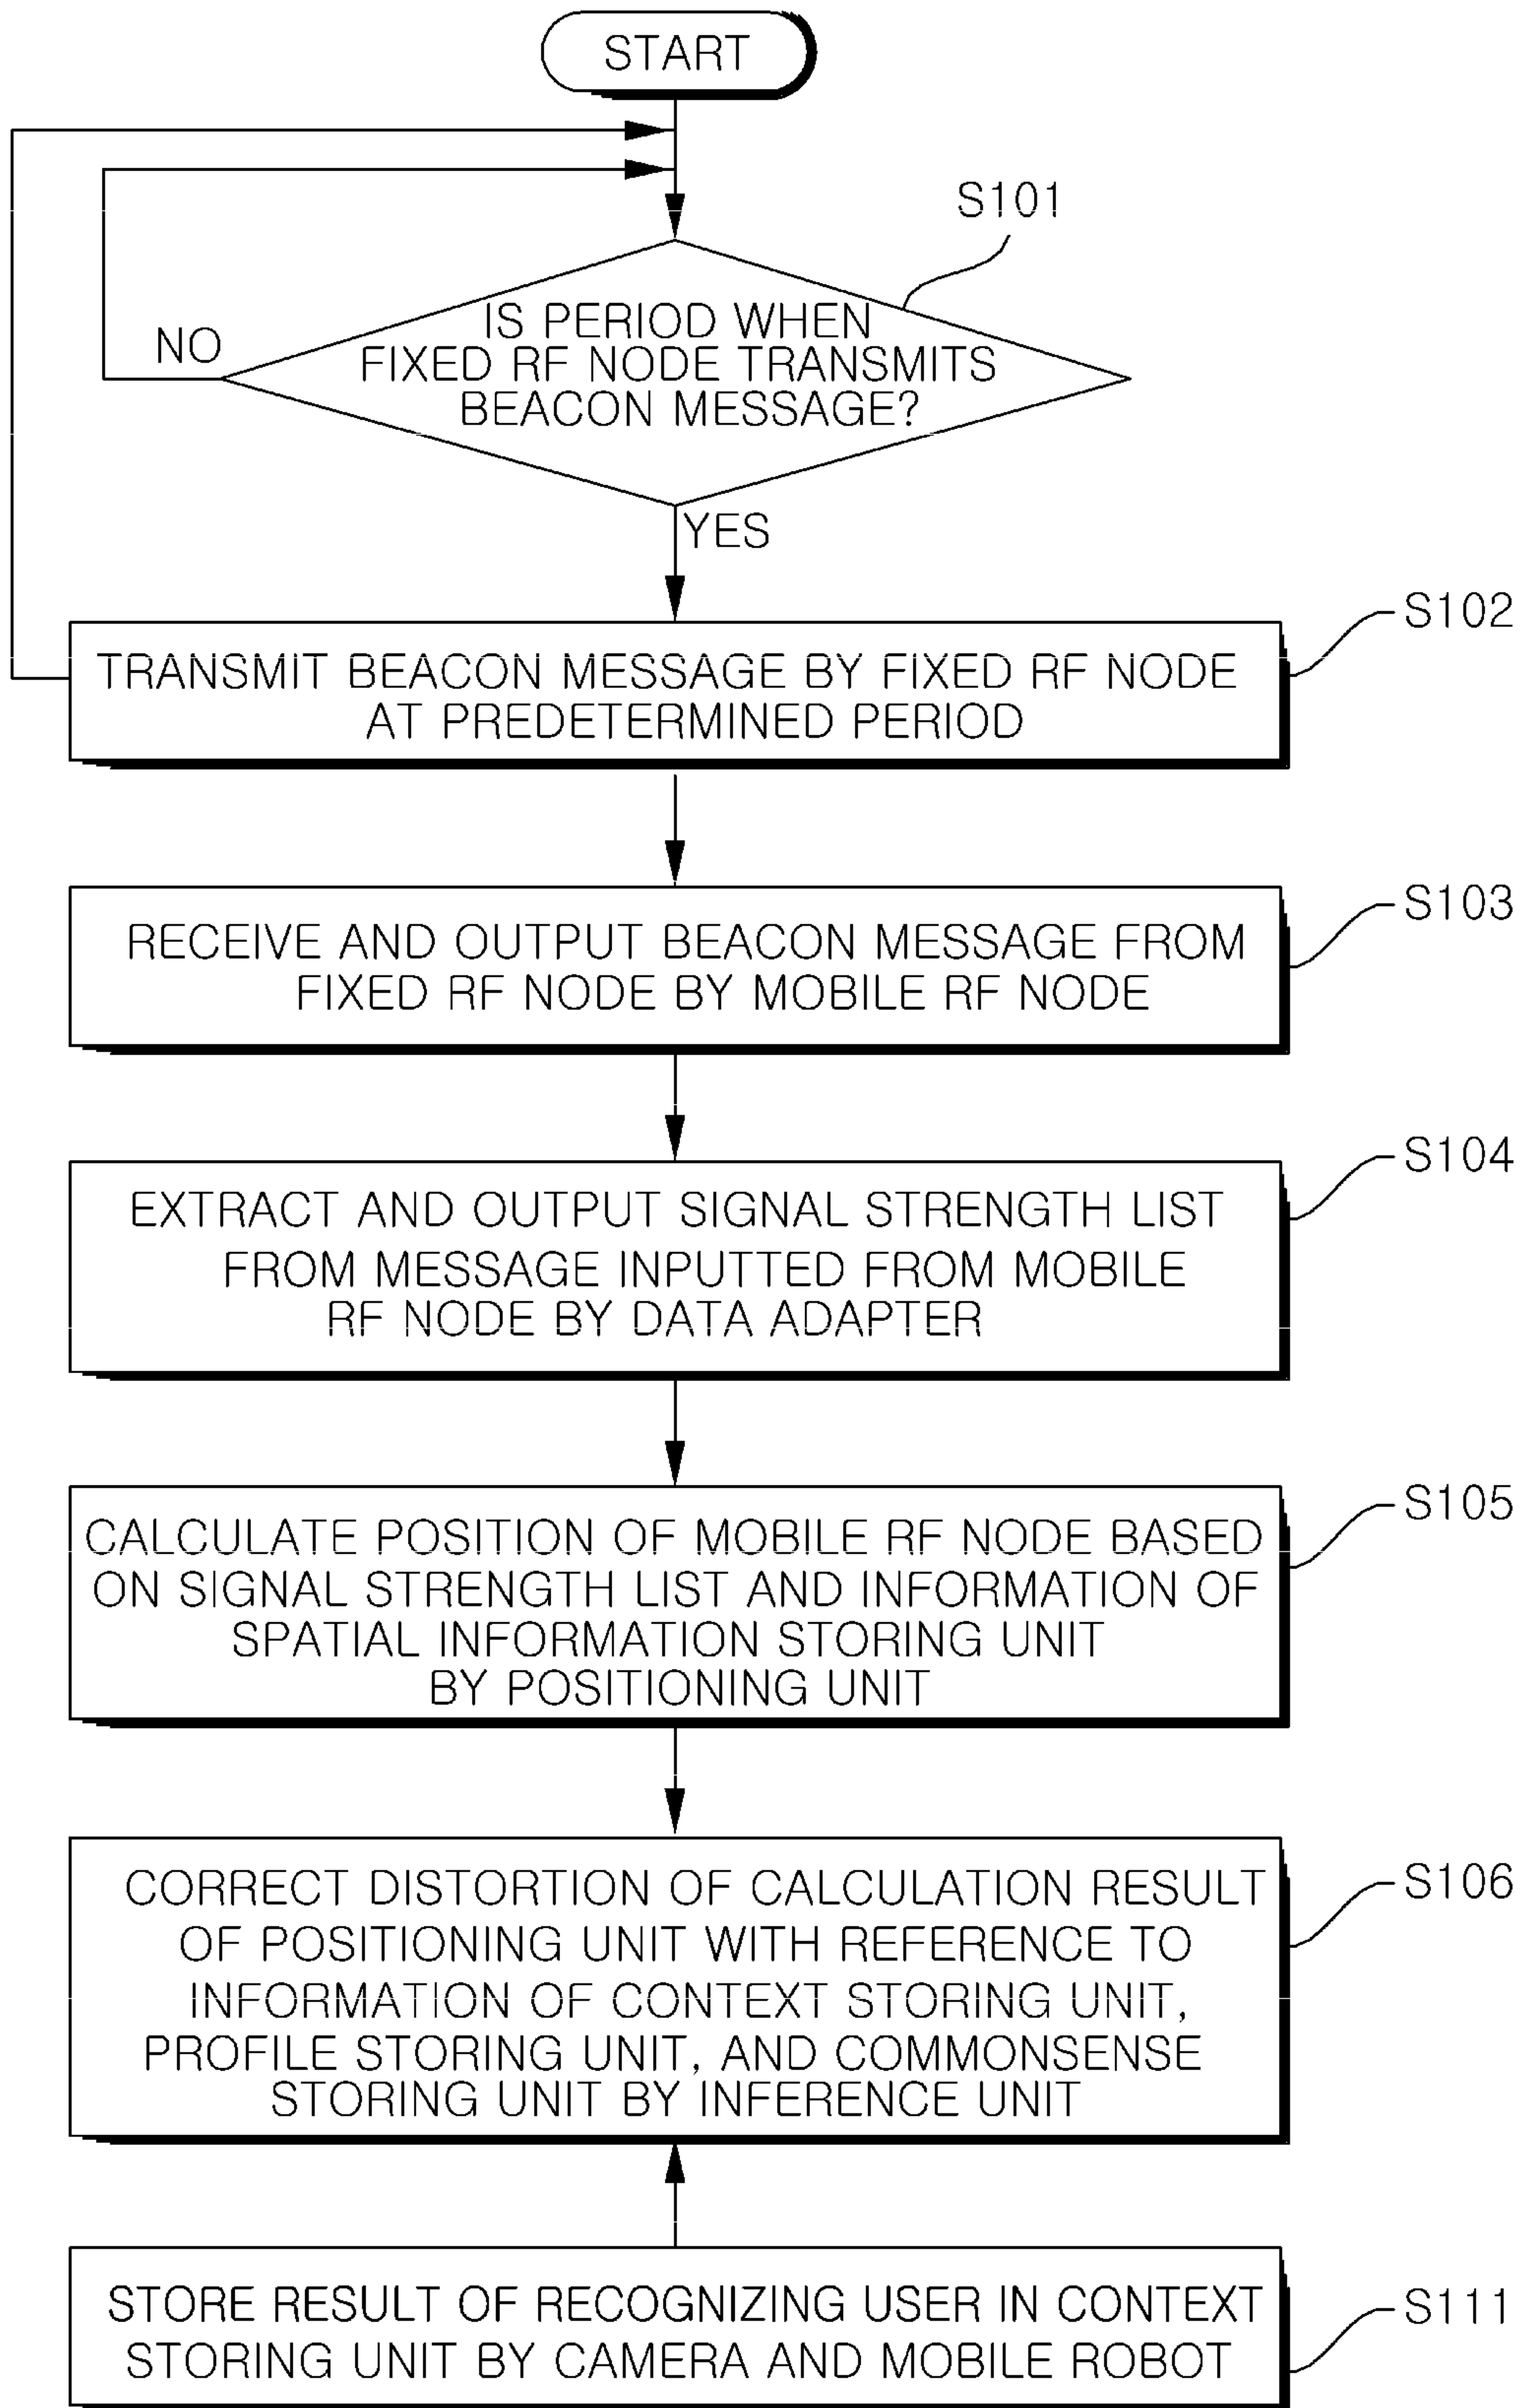 START
S101
IS PERIOD WHEN
FIXED RF NODE TRANSMITS
BEACON MESSAGE?
NO
YES
S102
TRANSMIT BEACON MESSAGE BY FIXED RF NODE
AT PREDETERMINED PERIOD
S103
RECEIVE AND OUTPUT BEACON MESSAGE FROM
FIXED RF NODE BY MOBILE RF NODE
S104
EXTRACT AND OUTPUT SIGNAL STRENGTH LIST
FROM MESSAGE INPUTTED FROM MOBILE
RF NODE BY DATA ADAPTER
S105
CALCULATE POSITION OF MOBILE RF NODE BASED
ON SIGNAL STRENGTH LIST AND INFORMATION OF
SPATIAL INFORMATION STORING UNIT
BY POSITIONING UNIT
S106
CORRECT DISTORTION OF CALCULATION RESULT
OF POSITIONING UNIT WITH REFERENCE TO
INFORMATION OF CONTEXT STORING UNIT,
PROFILE STORING UNIT, AND COMMONSENSE
STORING UNIT BY INFERENCE UNIT
STORE RESULT OF RECOGNIZING USER IN CONTEXT
STORING UNIT BY CAMERA AND MOBILE ROBOT
S111